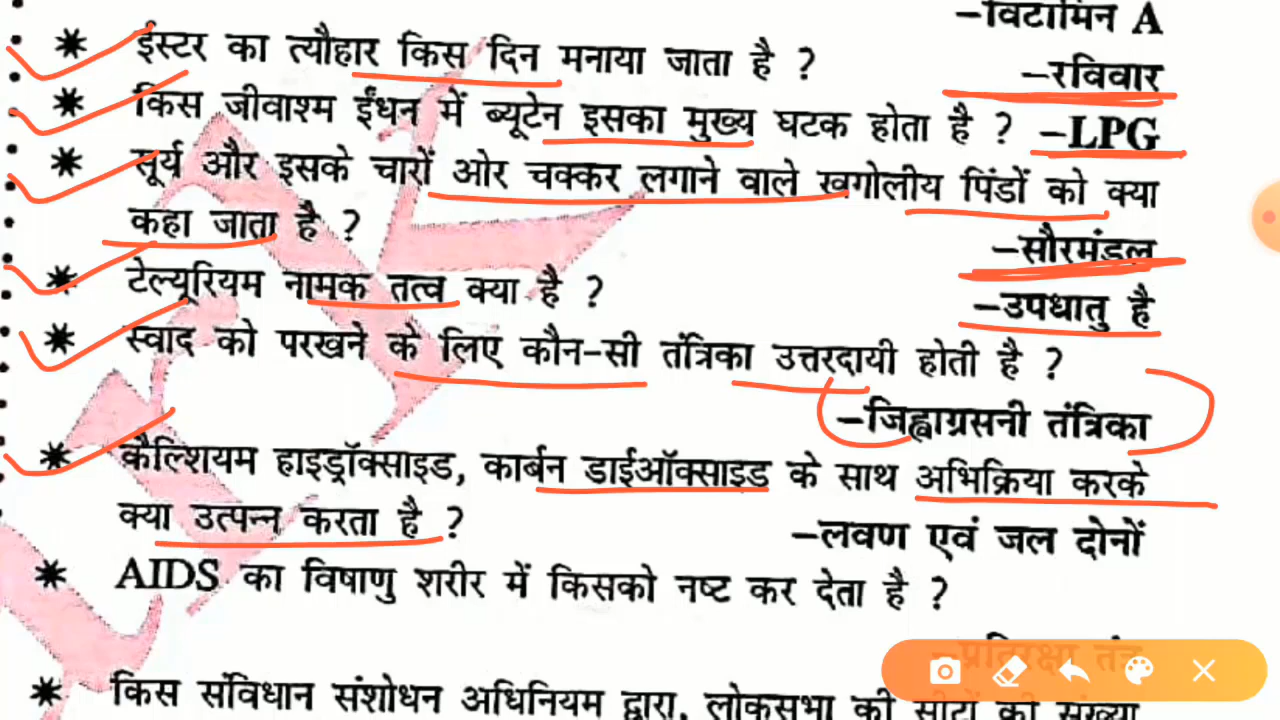 –विटामिन A
* ईस्टर का त्यौहार किस दिन मनाया जाता है ?
–रविवार
* किस जीवाश्म ईंधन में ब्यूटेन इसका मुख्य घटक होता है ? –LPG
* सूर्य और इसके चारों ओर चक्कर लगाने वाले खगोलीय पिंडों को क्या
कहा जाता है ?
–सौरमंडल
* टेल्यूरियम नामक तत्व क्या है ?
–उपधातु है
* स्वाद को परखने के लिए कौन-सी तंत्रिका उत्तरदायी होती है ?
–जिह्वाग्रसनी तंत्रिका
* कैल्शियम हाइड्रॉक्साइड, कार्बन डाईऑक्साइड के साथ अभिक्रिया करके
क्या उत्पन्न करता है ?
–लवण एवं जल दोनों
* AIDS का विषाणु शरीर में किसको नष्ट कर देता है ?
–प्रतिरक्षा तंत्र
* किस संविधान संशोधन अधिनियम द्वारा, लोकसभा की सीटों की संख्या